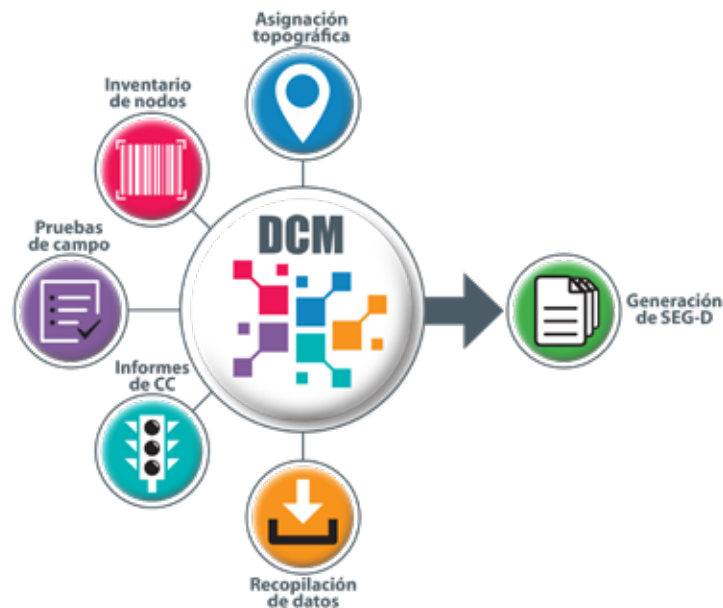 Asignación
topográfica
Inventario
de nodos
Pruebas
de campo
DCM
Generación
de SEG-D
Informes
de CC
Recopilación
de datos